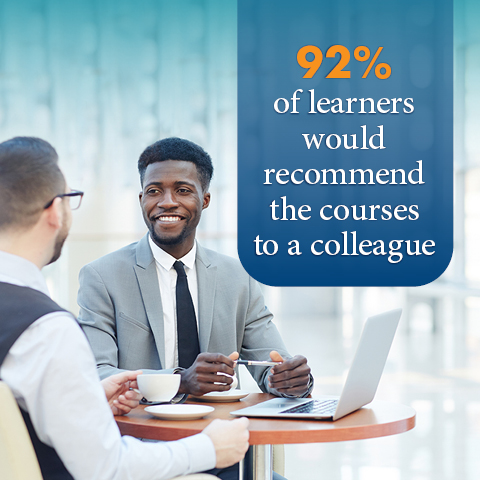 92%
of learners
would
recommend
the courses
to a colleague